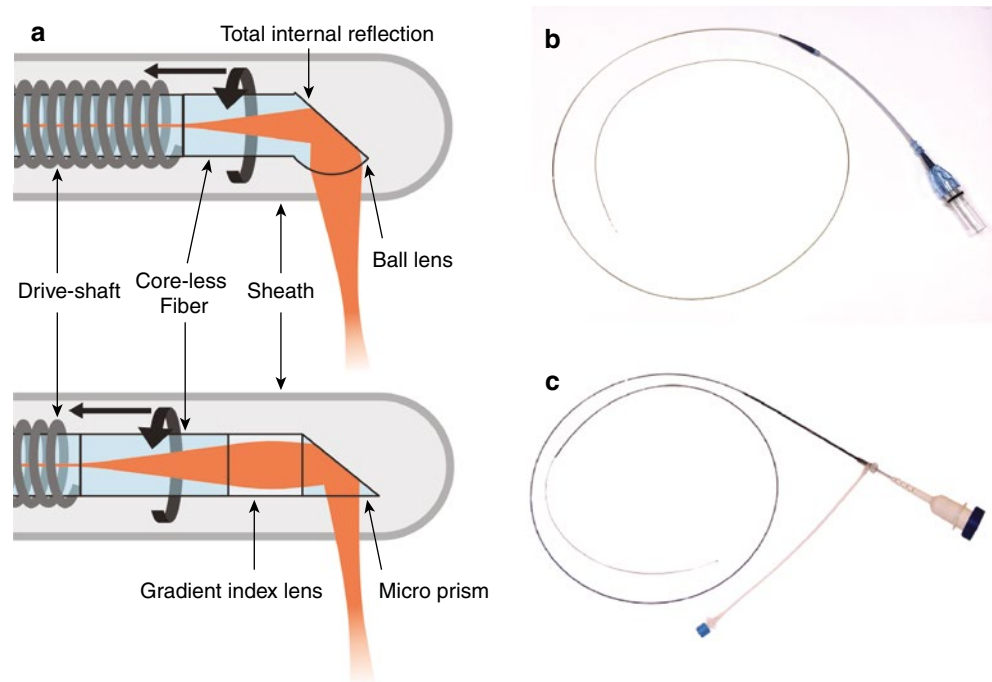 a
Total internal reflection
Ball lens
Drive-shaft
Core-less
Fiber
Sheath
Gradient index lens
Micro prism
b
c